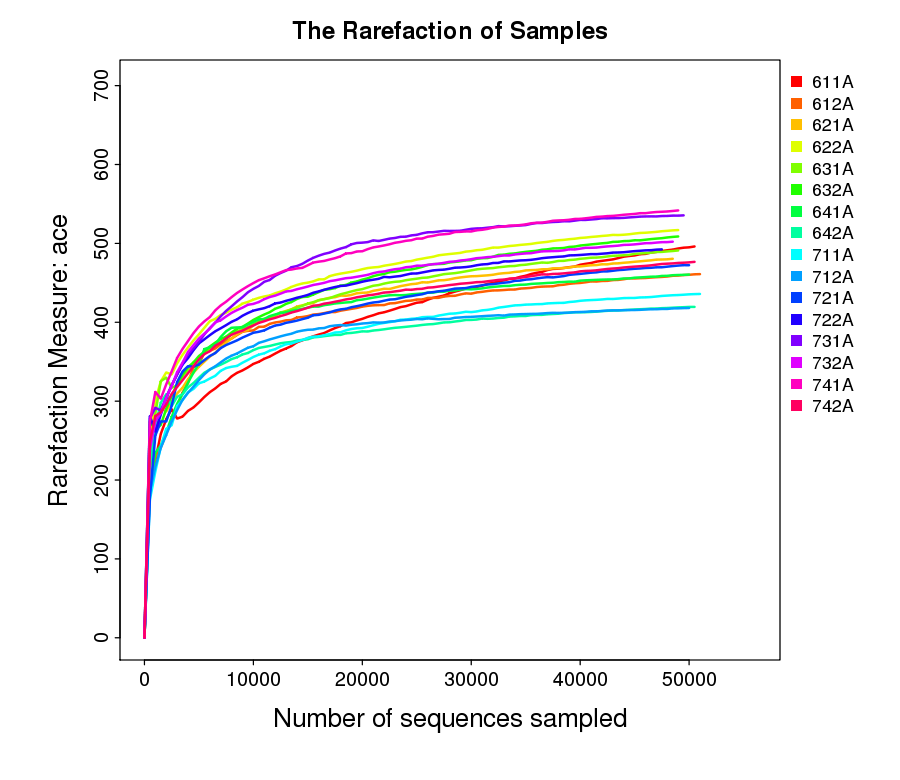 The Rarefaction of Samples
Rarefaction Measure: ace
700
600
500
400
300
200
100
0
0 10000 20000 30000 40000 50000
Number of sequences sampled
611A
612A
621A
622A
631A
632A
641A
642A
711A
712A
721A
722A
731A
732A
741A
742A